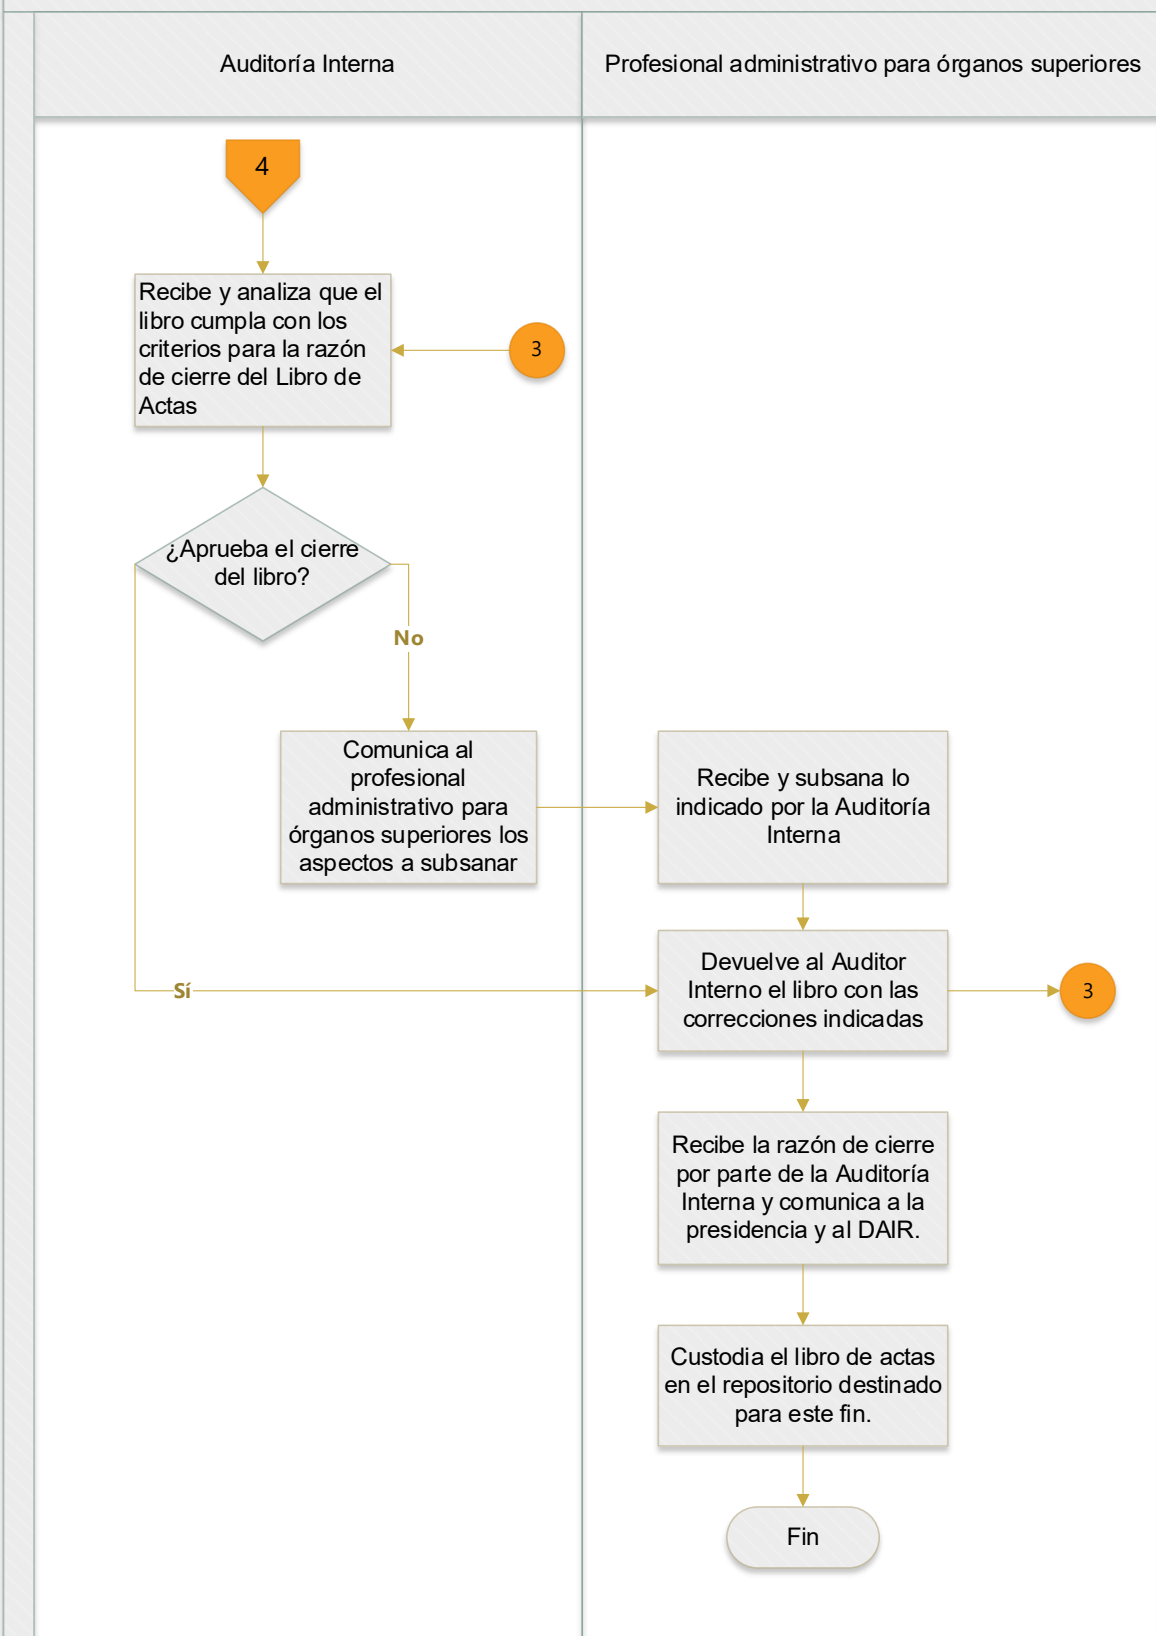 Auditoría Interna
Profesional administrativo para órganos superiores
4
Recibe y analiza que el
libro cumpla con los
criterios para la razón
de cierre del Libro de
Actas
3
¿Aprueba el cierre
del libro?
No
Comunica al
profesional
administrativo para
órganos superiores los
aspectos a subsanar
Recibe y subsana lo
indicado por la Auditoría
Interna
Sí
Devuelve al Auditor
Interno el libro con las
correcciones indicadas
3
Recibe la razón de cierre
por parte de la Auditoría
Interna y comunica a la
presidencia y al DAIR.
Custodia el libro de actas
en el repositorio destinado
para este fin.
Fin